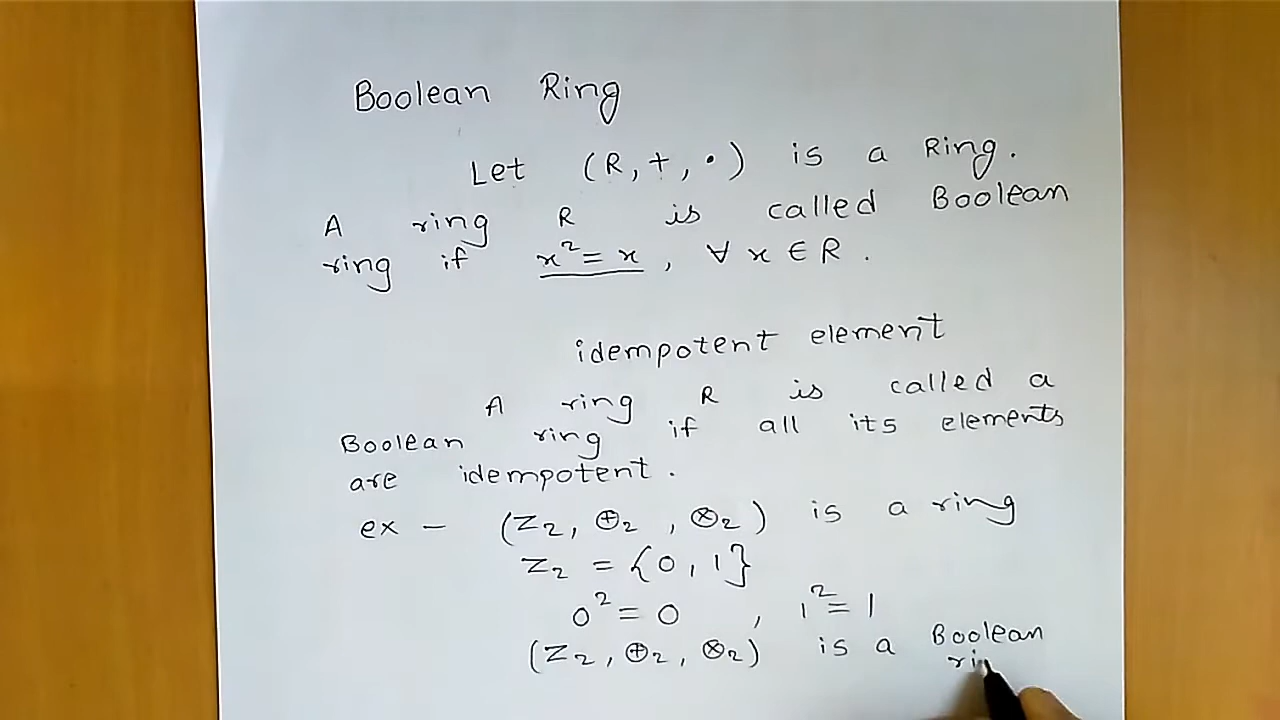 Boolean Ring
Let (R, +, •) is a Ring.
A ring R is called Boolean
ring if x² = x, ∀ x ∈ R.
idempotent element
A ring R is called a
Boolean ring if all its elements
are idempotent.
ex – (Z₂, ⊕₂, ⊗₂) is a ring
Z₂ = {0, 1}
0² = 0 , 1² = 1
(Z₂, ⊕₂, ⊗₂) is a Boolean
ri